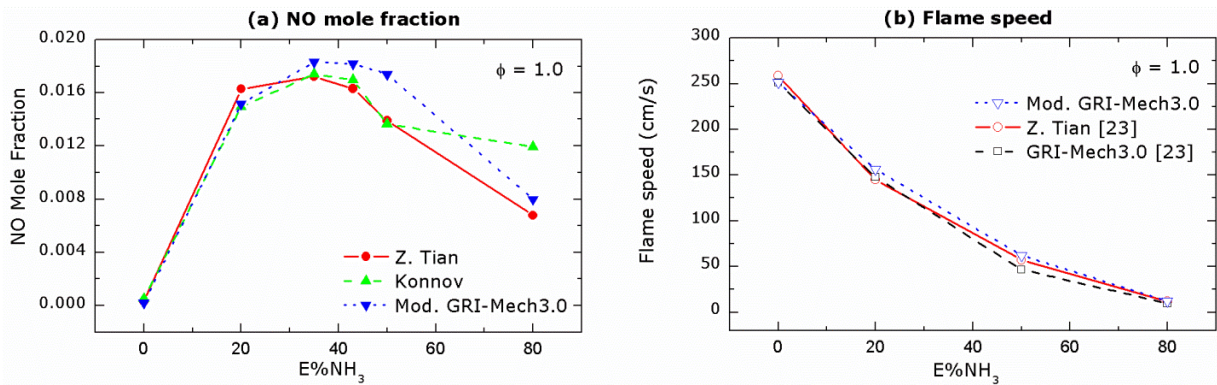 (a) NO mole fraction
0.020
0.016
0.012
0.008
0.004
0.000
NO Mole Fraction
ϕ = 1.0
Z. Tian
Konnov
Mod. GRI-Mech3.0
0 20 40 60 80
E%NH₃
(b) Flame speed
300
250
200
150
100
50
0
Flame speed (cm/s)
ϕ = 1.0
Mod. GRI-Mech3.0
Z. Tian [23]
GRI-Mech3.0 [23]
0 20 40 60 80
E%NH₃